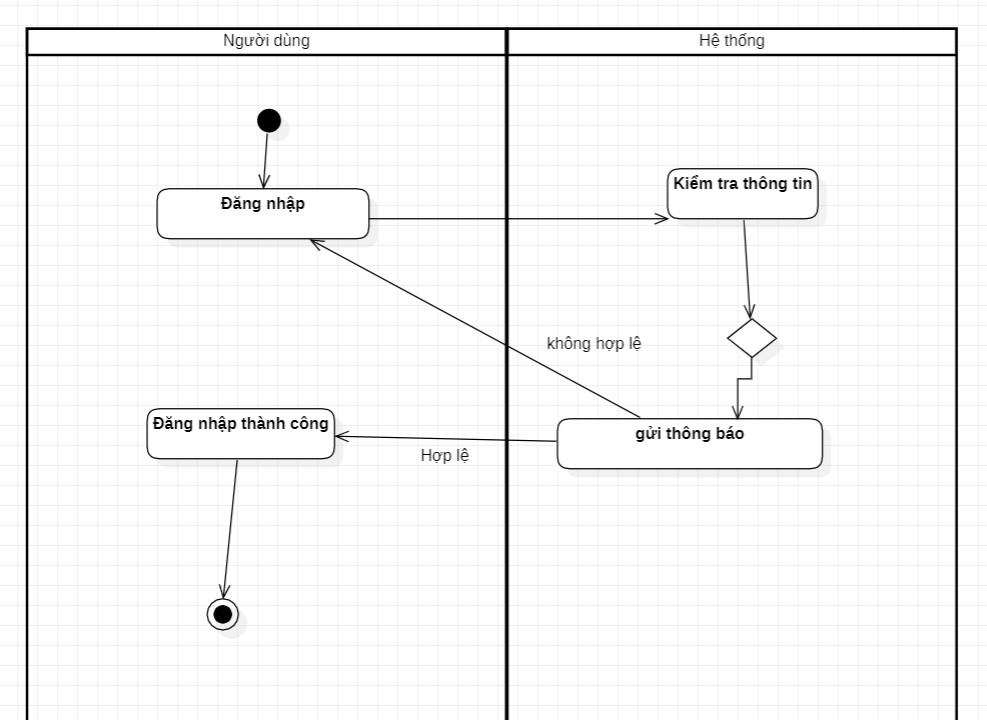 Người dùng
Hệ thống
Đăng nhập
Kiểm tra thông tin
không hợp lệ
Đăng nhập thành công
gửi thông báo
Hợp lệ